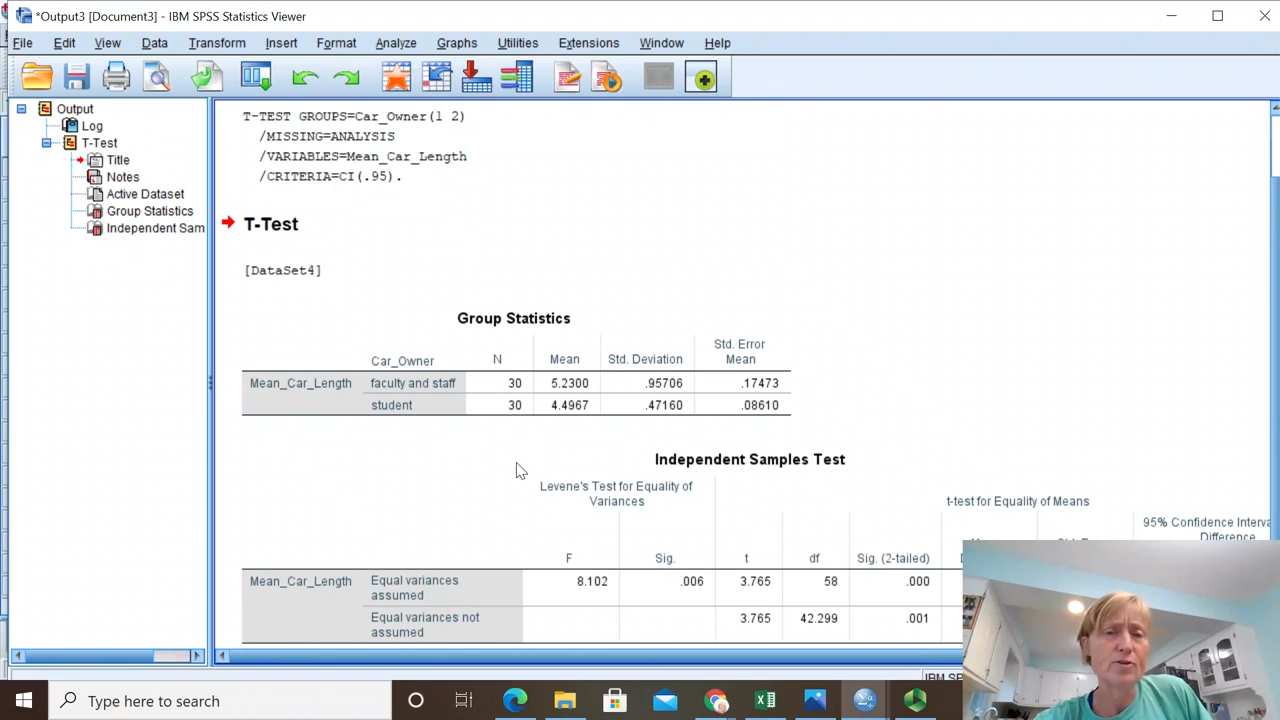 *Output3 [Document3] - IBM SPSS Statistics Viewer
File Edit View Data Transform Insert Format Analyze Graphs Utilities Extensions Window Help
Output
Log
T-Test
Title
Notes
Active Dataset
Group Statistics
Independent Sam
T-TEST GROUPS=Car_Owner(1 2)
/MISSING=ANALYSIS
/VARIABLES=Mean_Car_Length
/CRITERIA=CI(.95).
T-Test
[DataSet4]
Group Statistics
Car_Owner N Mean Std. Deviation Std. Error Mean
Mean_Car_Length faculty and staff 30 5.2300 .95706 .17473
student 30 4.4967 .47160 .08610
Independent Samples Test
Levene's Test for Equality of Variances t-test for Equality of Means
95% Confidence Interva
Difference
F Sig. t df Sig. (2-tailed)
Mean_Car_Length Equal variances assumed 8.102 .006 3.765 58 .000
Equal variances not assumed 3.765 42.299 .001
Type here to search